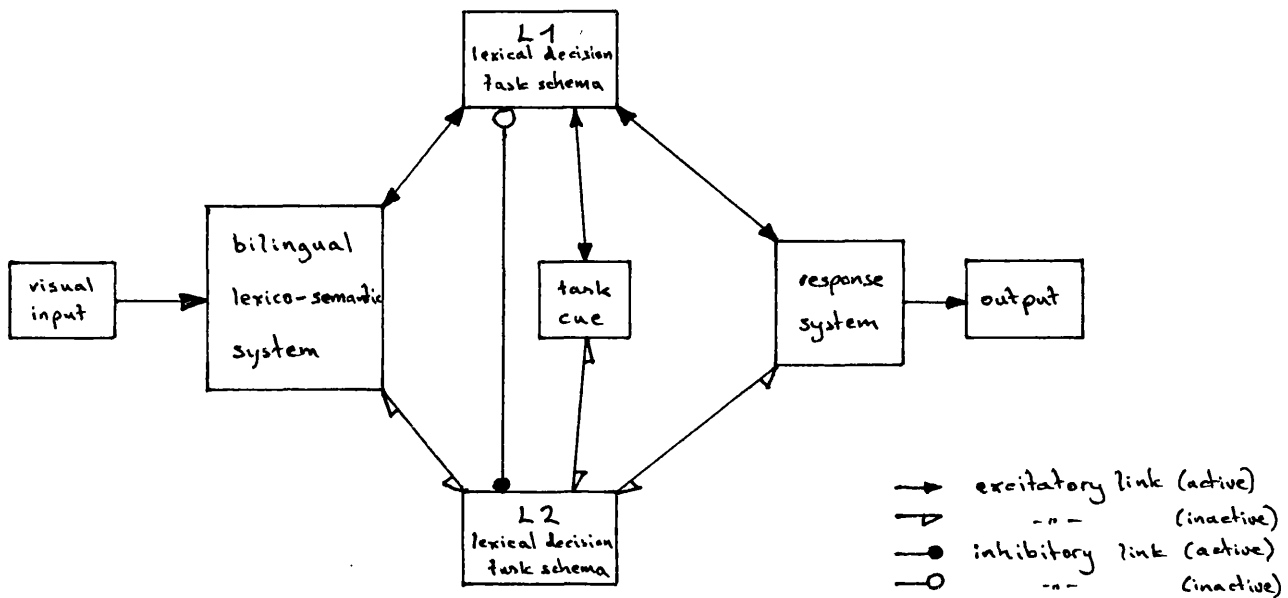 L1
lexical decision
task schema
bilingual
lexico-semantic
system
visual
input
task
cue
response
system
output
L2
lexical decision
task schema
excitatory link (active)
-"- (inactive)
inhibitory link (active)
-"- (inactive)